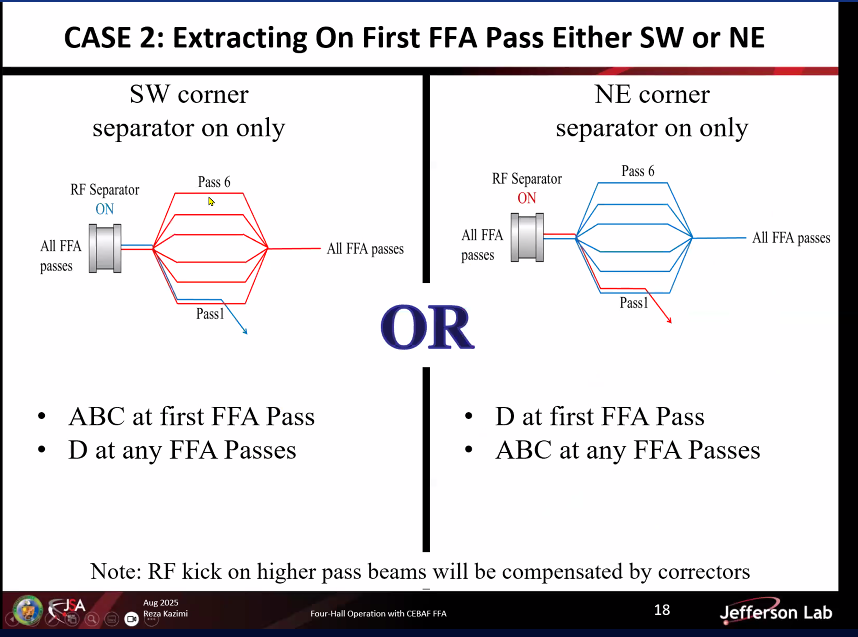 CASE 2: Extracting On First FFA Pass Either SW or NE
SW corner
separator on only
RF Separator
ON
Pass 6
All FFA
passes
All FFA passes
Pass1
• ABC at first FFA Pass
• D at any FFA Passes
OR
NE corner
separator on only
RF Separator
ON
Pass 6
All FFA
passes
All FFA passes
Pass1
• D at first FFA Pass
• ABC at any FFA Passes
Note: RF kick on higher pass beams will be compensated by correctors
JSA
Aug 2025
Reza Kazimi
Four-Hall Operation with CEBAF FFA
18
Jefferson Lab